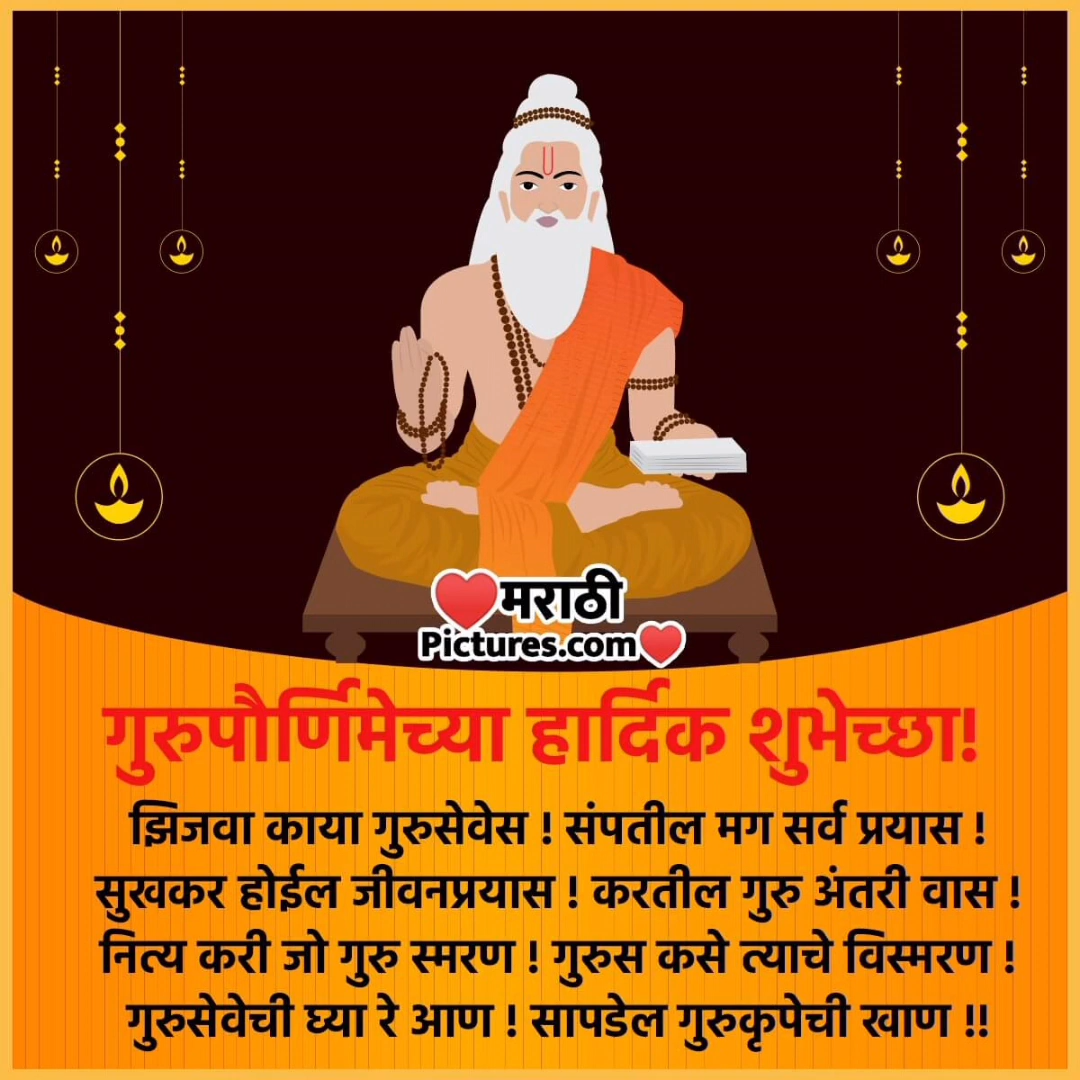 मराठी
Pictures.com
गुरुपौर्णिमेच्या हार्दिक शुभेच्छा!
झिजवा काया गुरुसेवेस ! संपतील मग सर्व प्रयास !
सुखकर होईल जीवनप्रयास ! करतील गुरु अंतरी वास !
नित्य करी जो गुरु स्मरण ! गुरुस कसे त्याचे विस्मरण !
गुरुसेवेची घ्या रे आण ! सापडेल गुरुकृपेची खाण !!